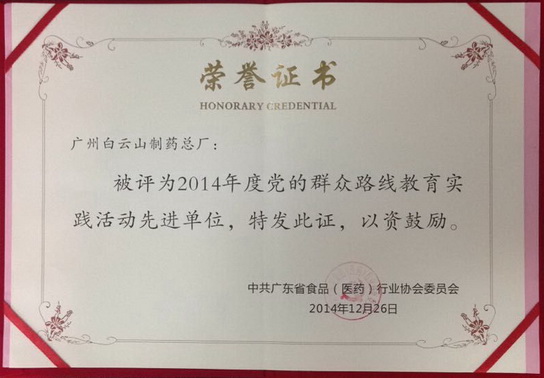 荣誉证书
HONORARY CREDENTIAL
广州白云山制药总厂：
被评为2014年度党的群众路线教育实
践活动先进单位，特发此证，以资鼓励。
中共广东省食品（医药）行业协会委员会
2014年12月26日